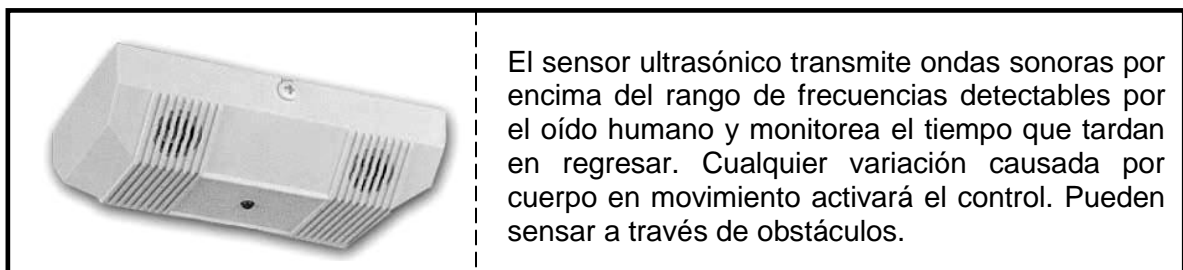 El sensor ultrasónico transmite ondas sonoras por
encima del rango de frecuencias detectables por
el oído humano y monitorea el tiempo que tardan
en regresar. Cualquier variación causada por
cuerpo en movimiento activará el control. Pueden
sensar a través de obstáculos.